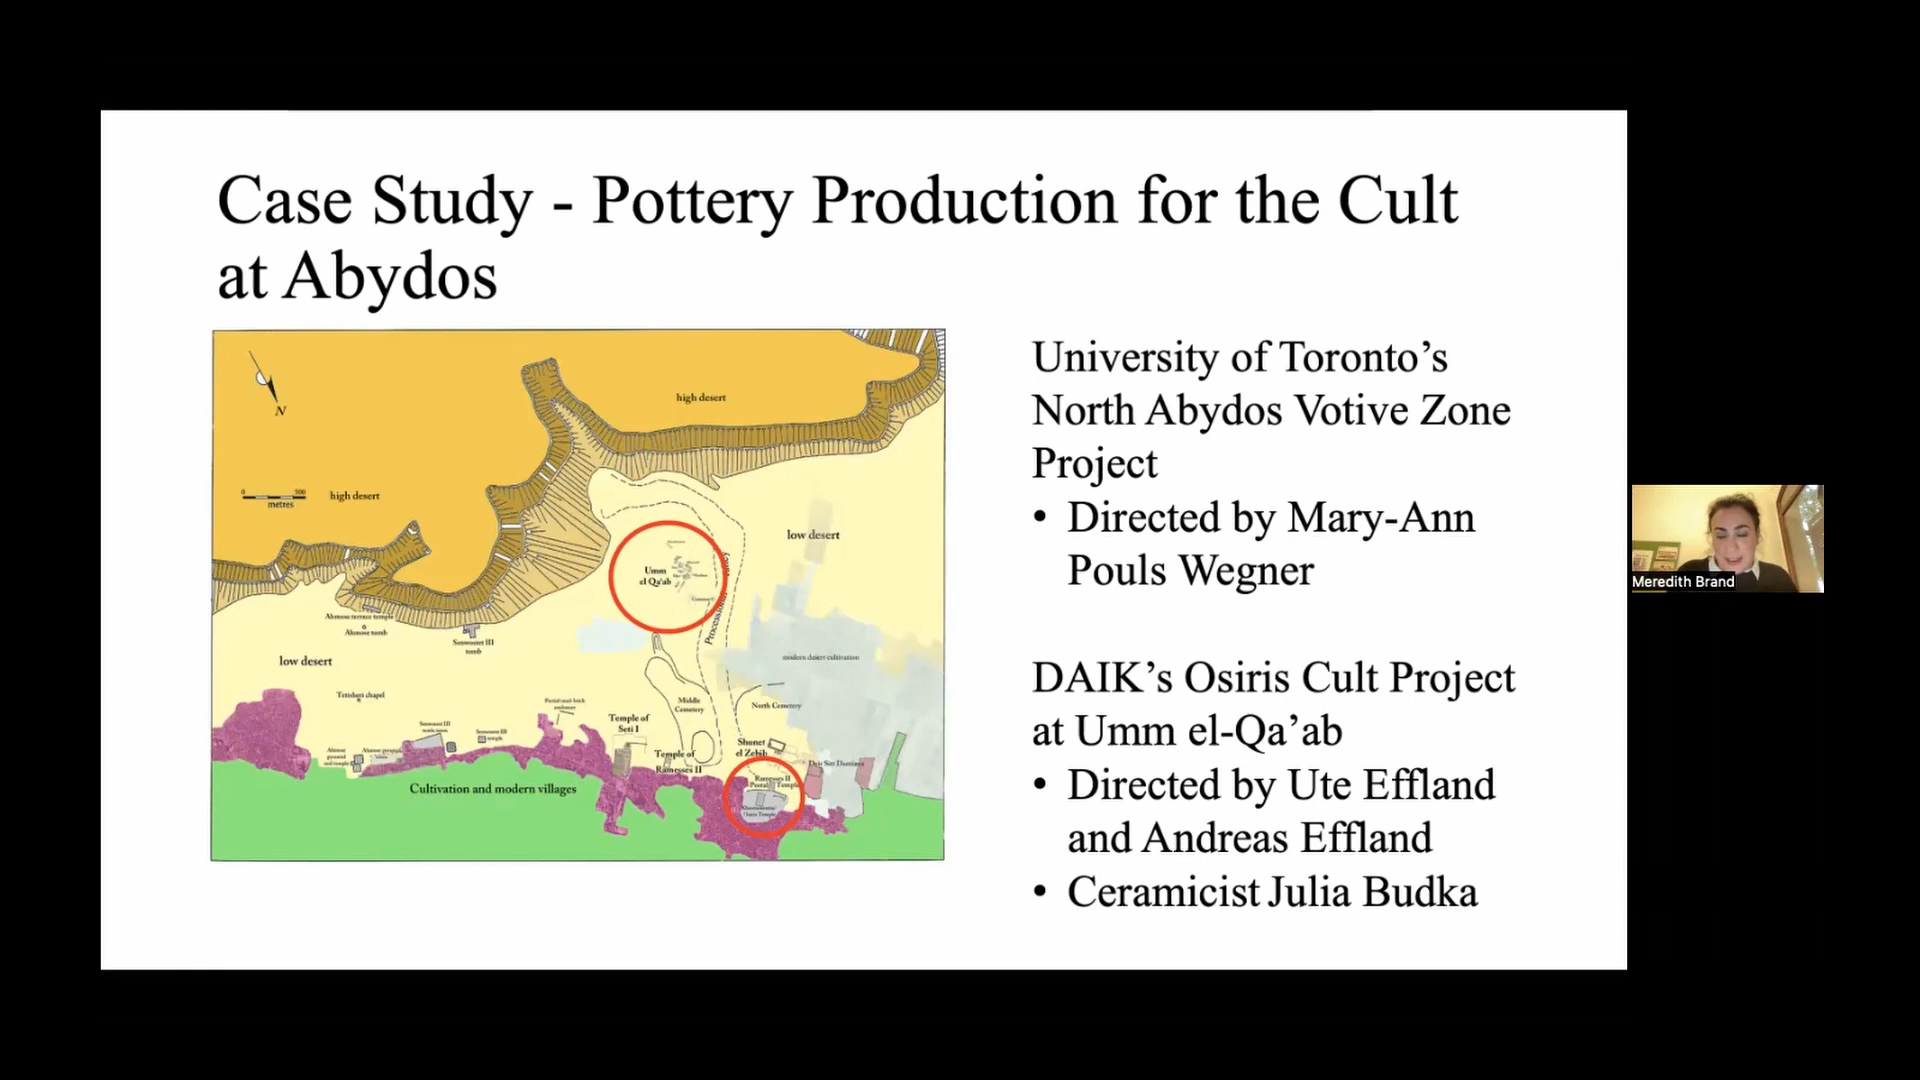 Case Study - Pottery Production for the Cult
at Abydos
N
high desert
0 500
metres
high desert
low desert
Umm
el Qa'ab
Ahmose terrace temple
Ahmose tomb
Senwosret III
tomb
low desert
modern desert cultivation
Tetisheri chapel
Middle
Cemetery
North Cemetery
Temple of
Seti I
Senwosret III
temple
Shunet
el Zebib
Temple of
Ramesses II
Ramesses II
Portal Temple
Cultivation and modern villages
University of Toronto's
North Abydos Votive Zone
Project
• Directed by Mary-Ann
Pouls Wegner
DAIK's Osiris Cult Project
at Umm el-Qa'ab
• Directed by Ute Effland
and Andreas Effland
• Ceramicist Julia Budka
Meredith Brand